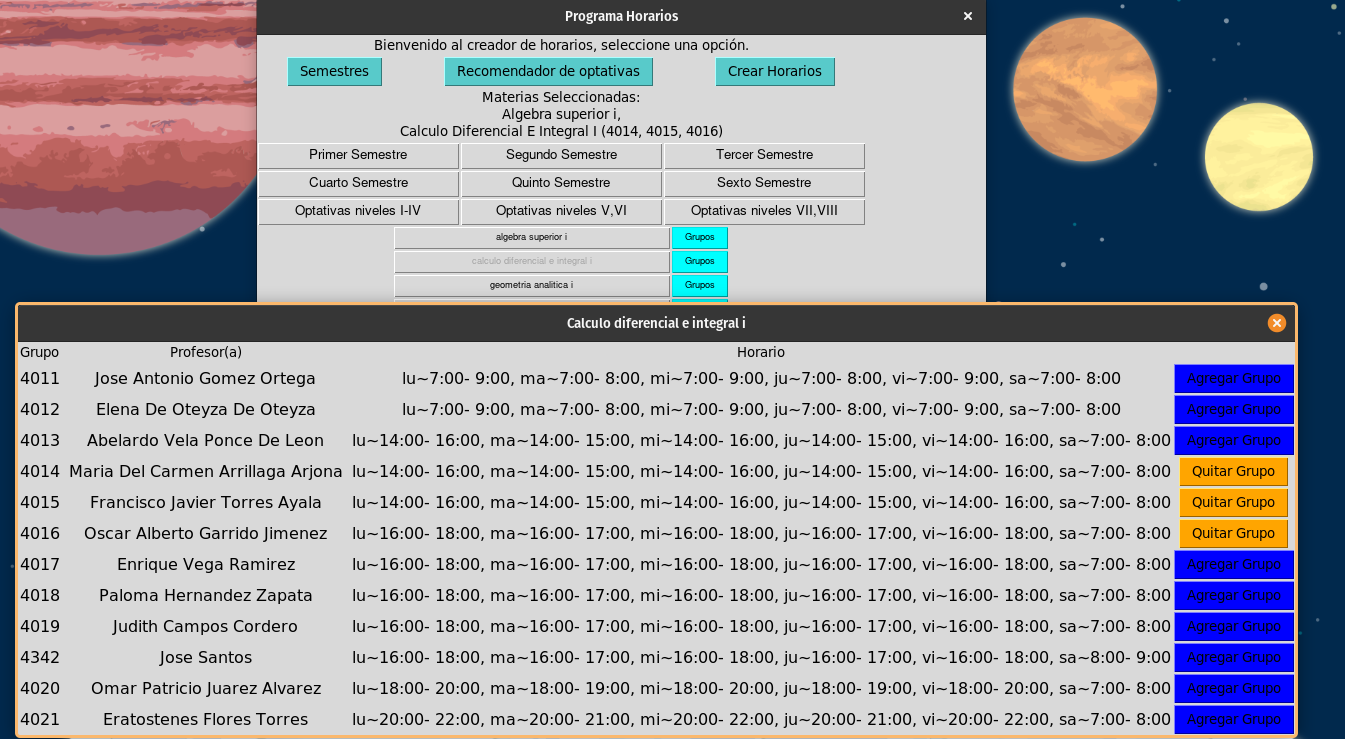 Programa Horarios ×
Bienvenido al creador de horarios, seleccione una opción.
Semestres Recomendador de optativas Crear Horarios
Materias Seleccionadas:
Algebra superior i,
Calculo Diferencial E Integral I (4014, 4015, 4016)
Primer Semestre Segundo Semestre Tercer Semestre
Cuarto Semestre Quinto Semestre Sexto Semestre
Optativas niveles I-IV Optativas niveles V,VI Optativas niveles VII,VIII
algebra superior i Grupos
calculo diferencial e integral i Grupos
geometria analitica i Grupos
Calculo diferencial e integral i ×
Grupo Profesor(a) Horario
4011 Jose Antonio Gomez Ortega lu~7:00- 9:00, ma~7:00- 8:00, mi~7:00- 9:00, ju~7:00- 8:00, vi~7:00- 9:00, sa~7:00- 8:00 Agregar Grupo
4012 Elena De Oteyza De Oteyza lu~7:00- 9:00, ma~7:00- 8:00, mi~7:00- 9:00, ju~7:00- 8:00, vi~7:00- 9:00, sa~7:00- 8:00 Agregar Grupo
4013 Abelardo Vela Ponce De Leon lu~14:00- 16:00, ma~14:00- 15:00, mi~14:00- 16:00, ju~14:00- 15:00, vi~14:00- 16:00, sa~7:00- 8:00 Agregar Grupo
4014 Maria Del Carmen Arrillaga Arjona lu~14:00- 16:00, ma~14:00- 15:00, mi~14:00- 16:00, ju~14:00- 15:00, vi~14:00- 16:00, sa~7:00- 8:00 Quitar Grupo
4015 Francisco Javier Torres Ayala lu~14:00- 16:00, ma~14:00- 15:00, mi~14:00- 16:00, ju~14:00- 15:00, vi~14:00- 16:00, sa~7:00- 8:00 Quitar Grupo
4016 Oscar Alberto Garrido Jimenez lu~16:00- 18:00, ma~16:00- 17:00, mi~16:00- 18:00, ju~16:00- 17:00, vi~16:00- 18:00, sa~7:00- 8:00 Quitar Grupo
4017 Enrique Vega Ramirez lu~16:00- 18:00, ma~16:00- 17:00, mi~16:00- 18:00, ju~16:00- 17:00, vi~16:00- 18:00, sa~7:00- 8:00 Agregar Grupo
4018 Paloma Hernandez Zapata lu~16:00- 18:00, ma~16:00- 17:00, mi~16:00- 18:00, ju~16:00- 17:00, vi~16:00- 18:00, sa~7:00- 8:00 Agregar Grupo
4019 Judith Campos Cordero lu~16:00- 18:00, ma~16:00- 17:00, mi~16:00- 18:00, ju~16:00- 17:00, vi~16:00- 18:00, sa~7:00- 8:00 Agregar Grupo
4342 Jose Santos lu~16:00- 18:00, ma~16:00- 17:00, mi~16:00- 18:00, ju~16:00- 17:00, vi~16:00- 18:00, sa~8:00- 9:00 Agregar Grupo
4020 Omar Patricio Juarez Alvarez lu~18:00- 20:00, ma~18:00- 19:00, mi~18:00- 20:00, ju~18:00- 19:00, vi~18:00- 20:00, sa~7:00- 8:00 Agregar Grupo
4021 Eratostenes Flores Torres lu~20:00- 22:00, ma~20:00- 21:00, mi~20:00- 22:00, ju~20:00- 21:00, vi~20:00- 22:00, sa~7:00- 8:00 Agregar Grupo